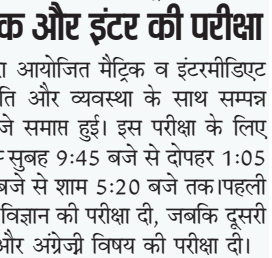 क और इंटर की परीक्षा
आयोजित मैट्रिक व इंटरमीडिएट
ति और व्यवस्था के साथ सम्पन्न
जे समाप्त हुई। इस परीक्षा के लिए
सुबह 9:45 बजे से दोपहर 1:05
बजे से शाम 5:20 बजे तक।पहली
विज्ञान की परीक्षा दी, जबकि दूसरी
और अंग्रेजी विषय की परीक्षा दी।